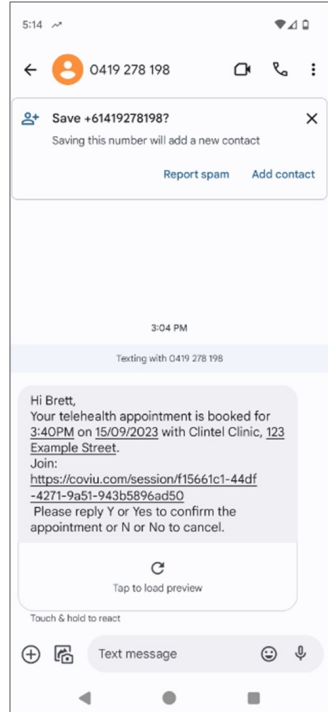 5:14
0419 278 198
Save +61419278198?
Saving this number will add a new contact
Report spam Add contact
3:04 PM
Texting with 0419 278 198
Hi Brett,
Your telehealth appointment is booked for
3:40PM on 15/09/2023 with Clintel Clinic, 123
Example Street.
Join:
https://coviu.com/session/f15661c1-44df
-4271-9a51-943b5896ad50
Please reply Y or Yes to confirm the
appointment or N or No to cancel.
Tap to load preview
Touch & hold to react
Text message